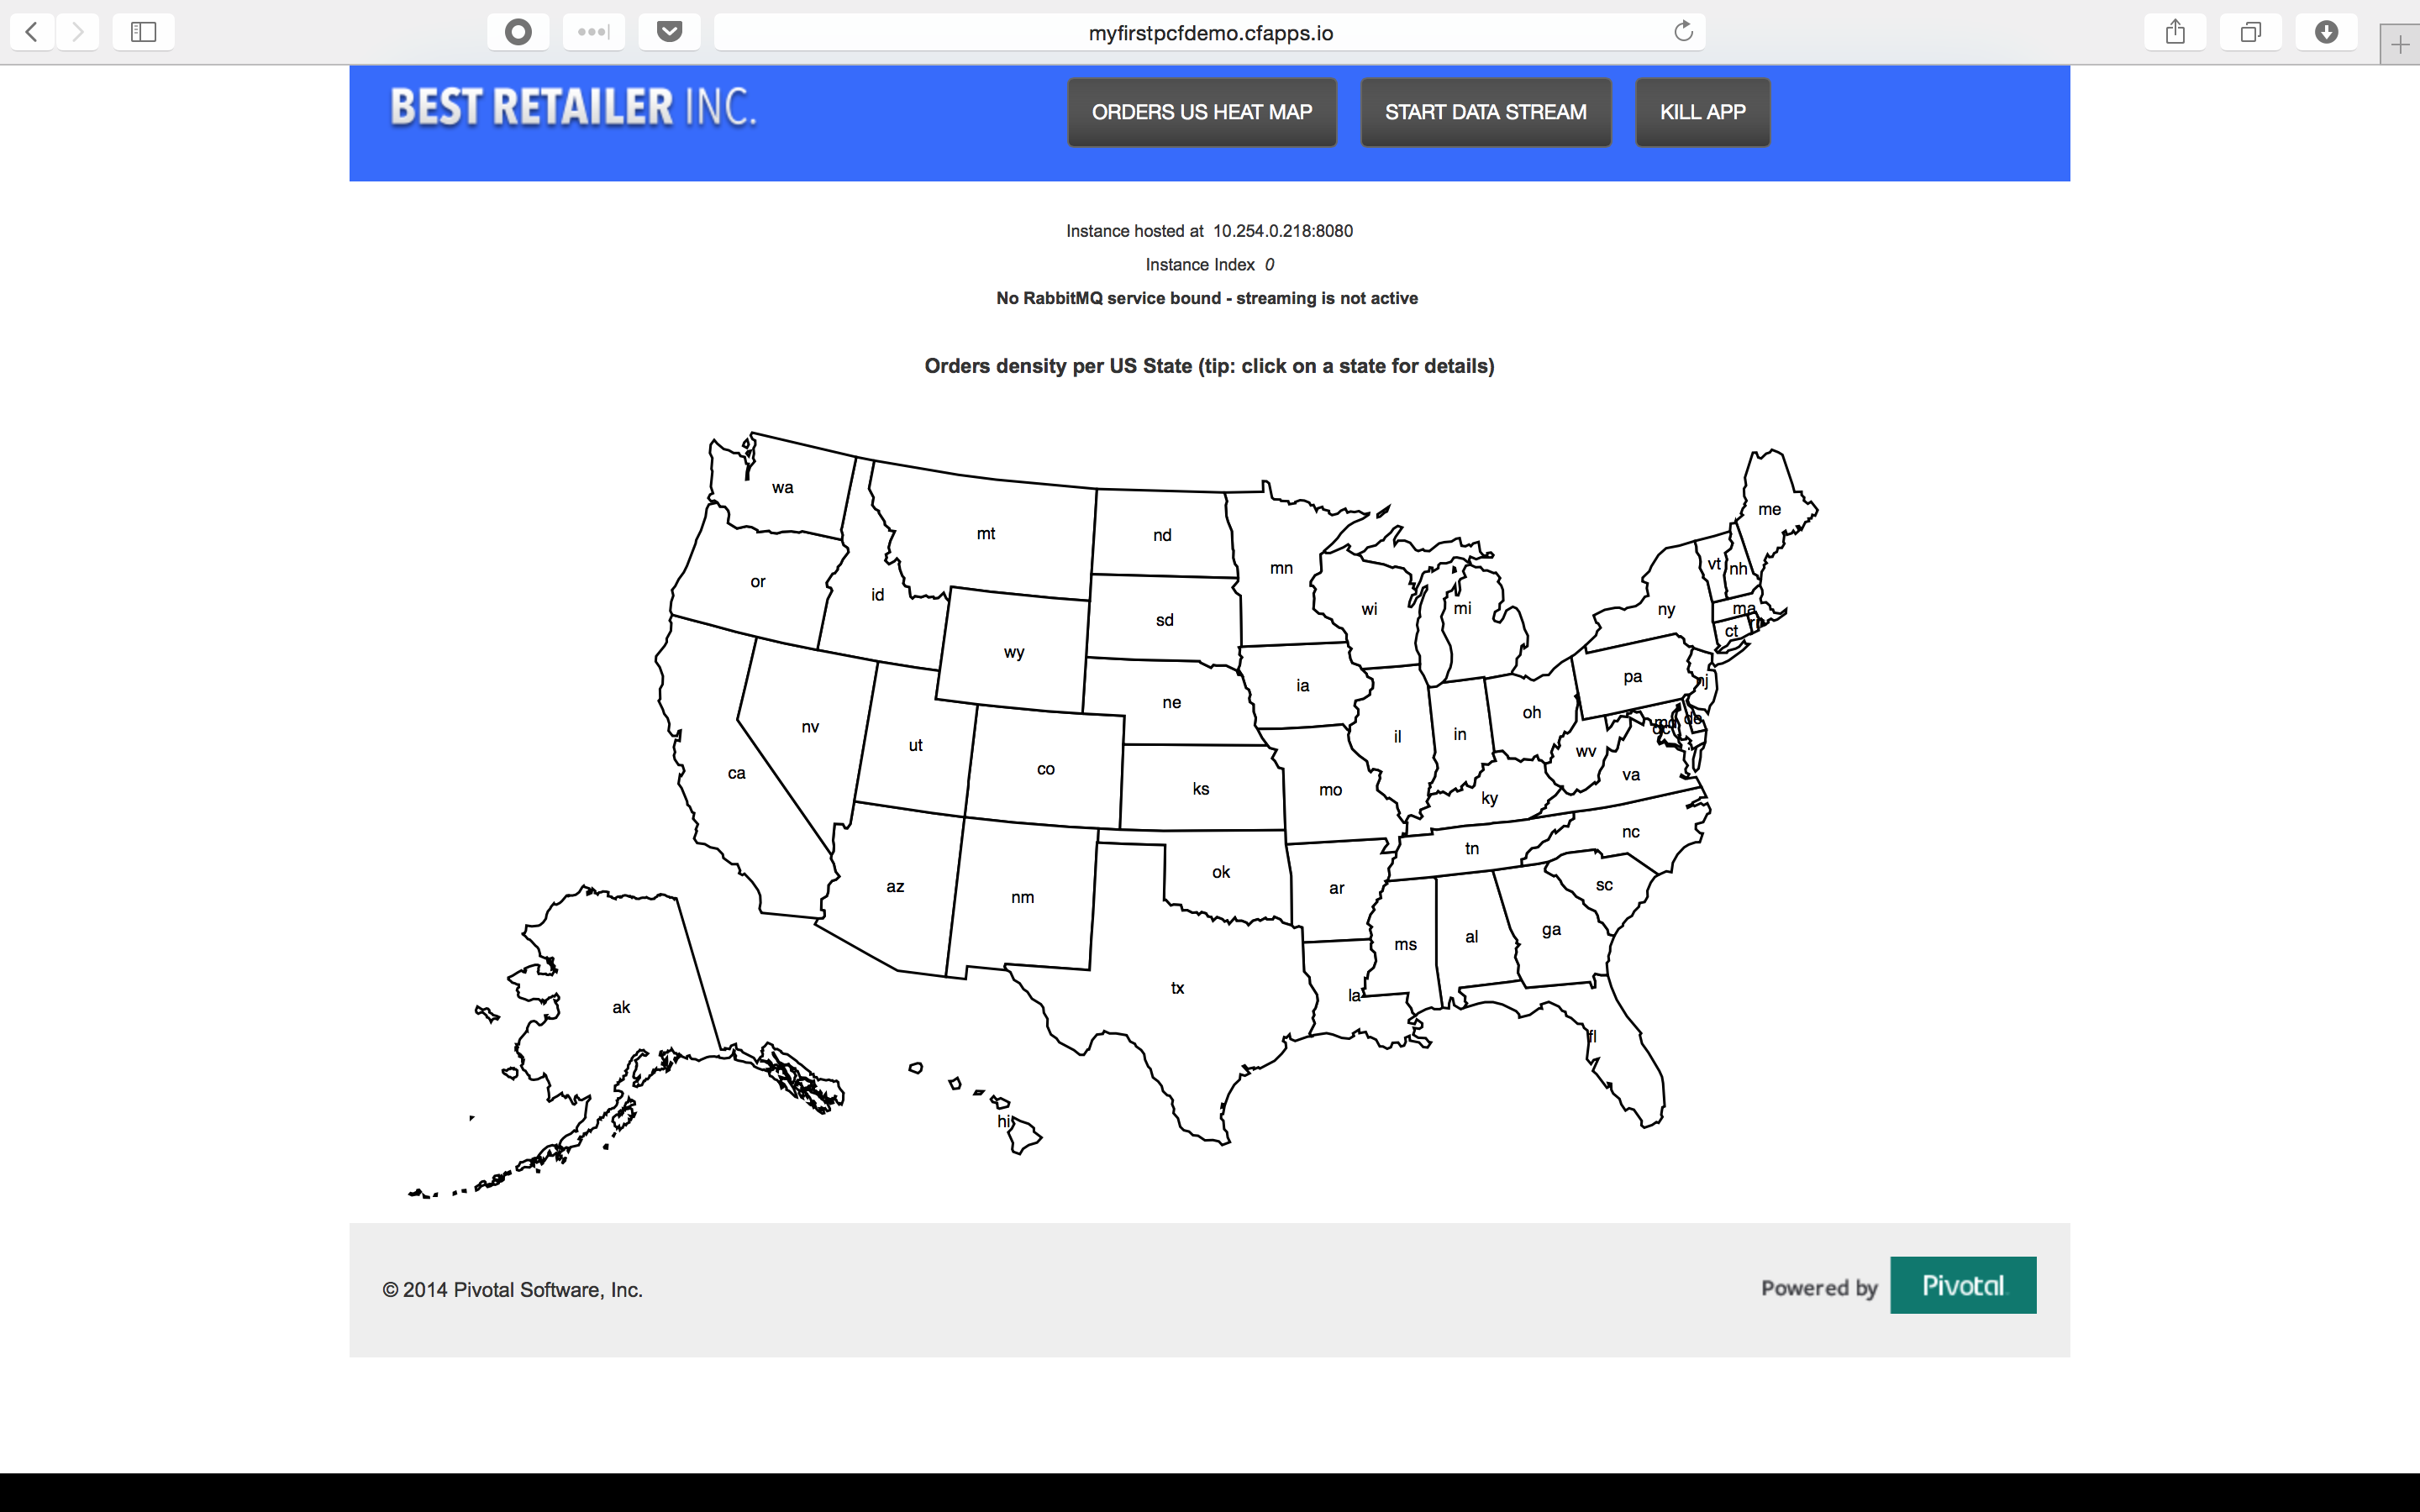 myfirstpcfdemo.cfapps.io
BEST RETAILER INC.
ORDERS US HEAT MAP
START DATA STREAM
KILL APP
Instance hosted at 10.254.0.218:8080
Instance Index 0
No RabbitMQ service bound - streaming is not active
Orders density per US State (tip: click on a state for details)
wa
me
mt
nd
mn
vt
nh
or
id
wi
mi
ny
ma
sd
ct
wy
ia
pa
nj
ne
oh
md
de
dc
nv
ut
il
in
wv
co
ca
va
ks
mo
ky
nc
tn
ok
az
ar
sc
nm
ms
al
ga
tx
la
ak
fl
hi
© 2014 Pivotal Software, Inc.
Powered by
Pivotal